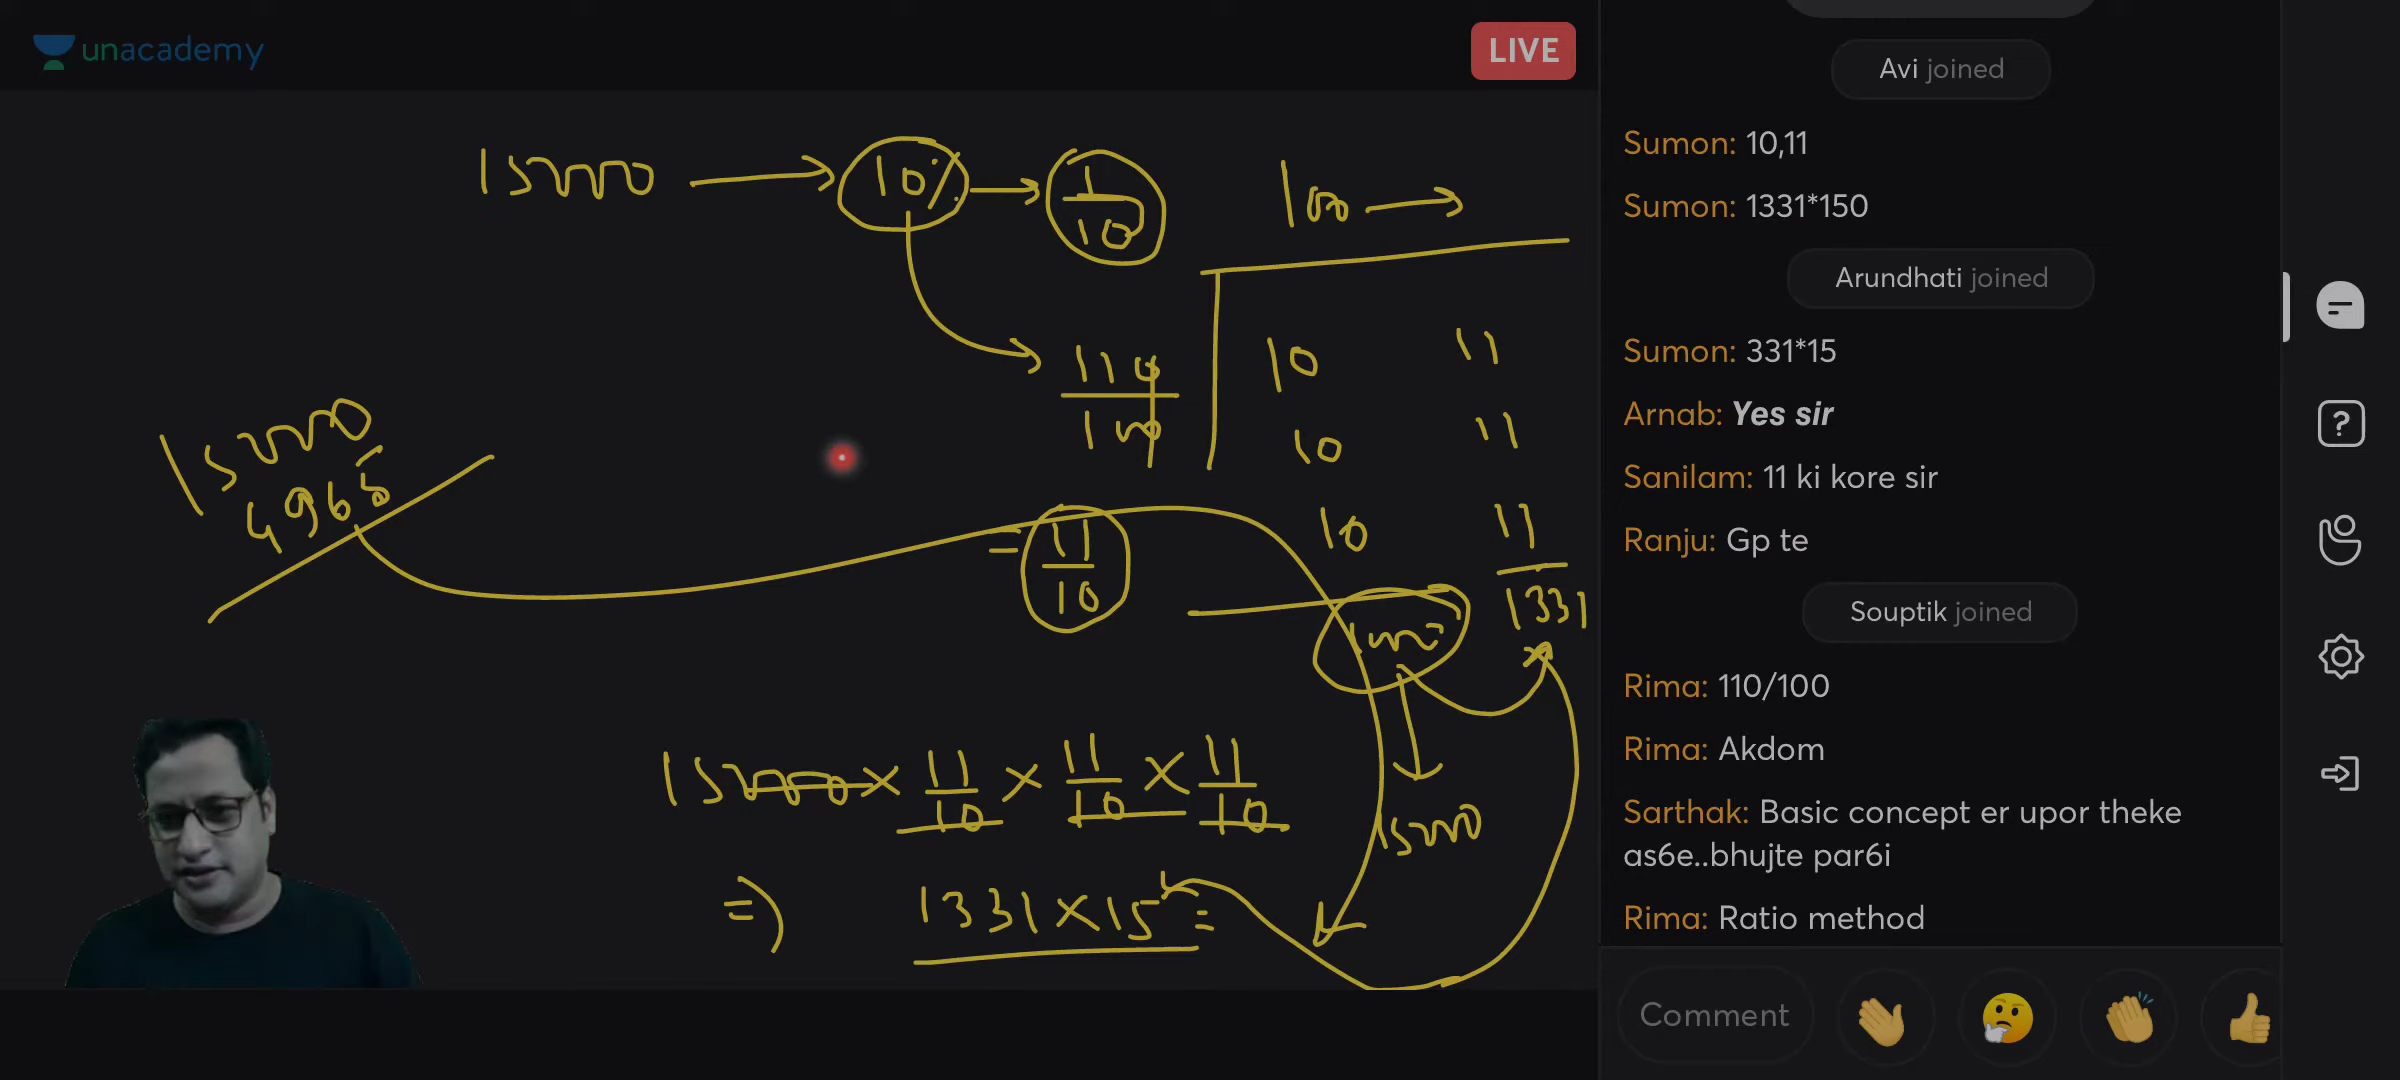 unacademy
LIVE
15000 → 10% → 1/10
100 →
110/100
10 11
10 11
10 11
1000 1331
15000
4965
= 11/10
15000 × 11/10 × 11/10 × 11/10
15000
=> 1331 × 15 =
Avi joined
Sumon: 10,11
Sumon: 1331*150
Arundhati joined
Sumon: 331*15
Arnab: Yes sir
Sanilam: 11 ki kore sir
Ranju: Gp te
Souptik joined
Rima: 110/100
Rima: Akdom
Sarthak: Basic concept er upor theke
as6e..bhujte par6i
Rima: Ratio method
Comment
?